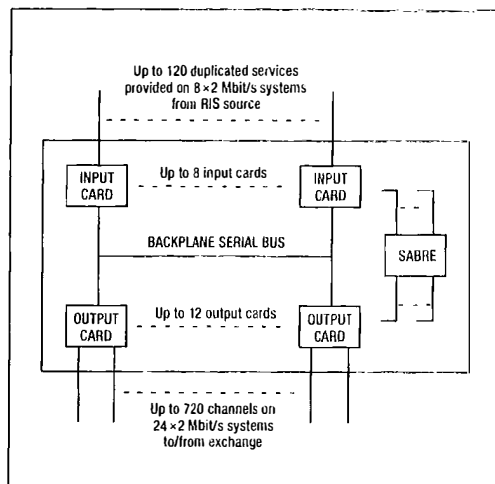 Up to 120 duplicated services
provided on 8×2 Mbit/s systems
from RIS source
INPUT
CARD
Up to 8 input cards
INPUT
CARD
SABRE
BACKPLANE SERIAL BUS
OUTPUT
CARD
Up to 12 output cards
OUTPUT
CARD
Up to 720 channels on
24×2 Mbit/s systems
to/from exchange